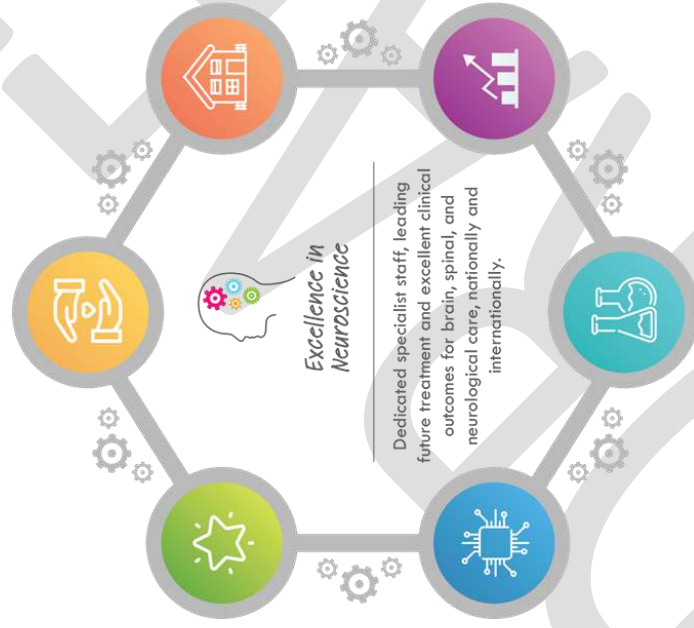 Excellence in
Neuroscience
Dedicated specialist staff, leading
future treatment and excellent clinical
outcomes for brain, spinal, and
neurological care, nationally and
internationally.